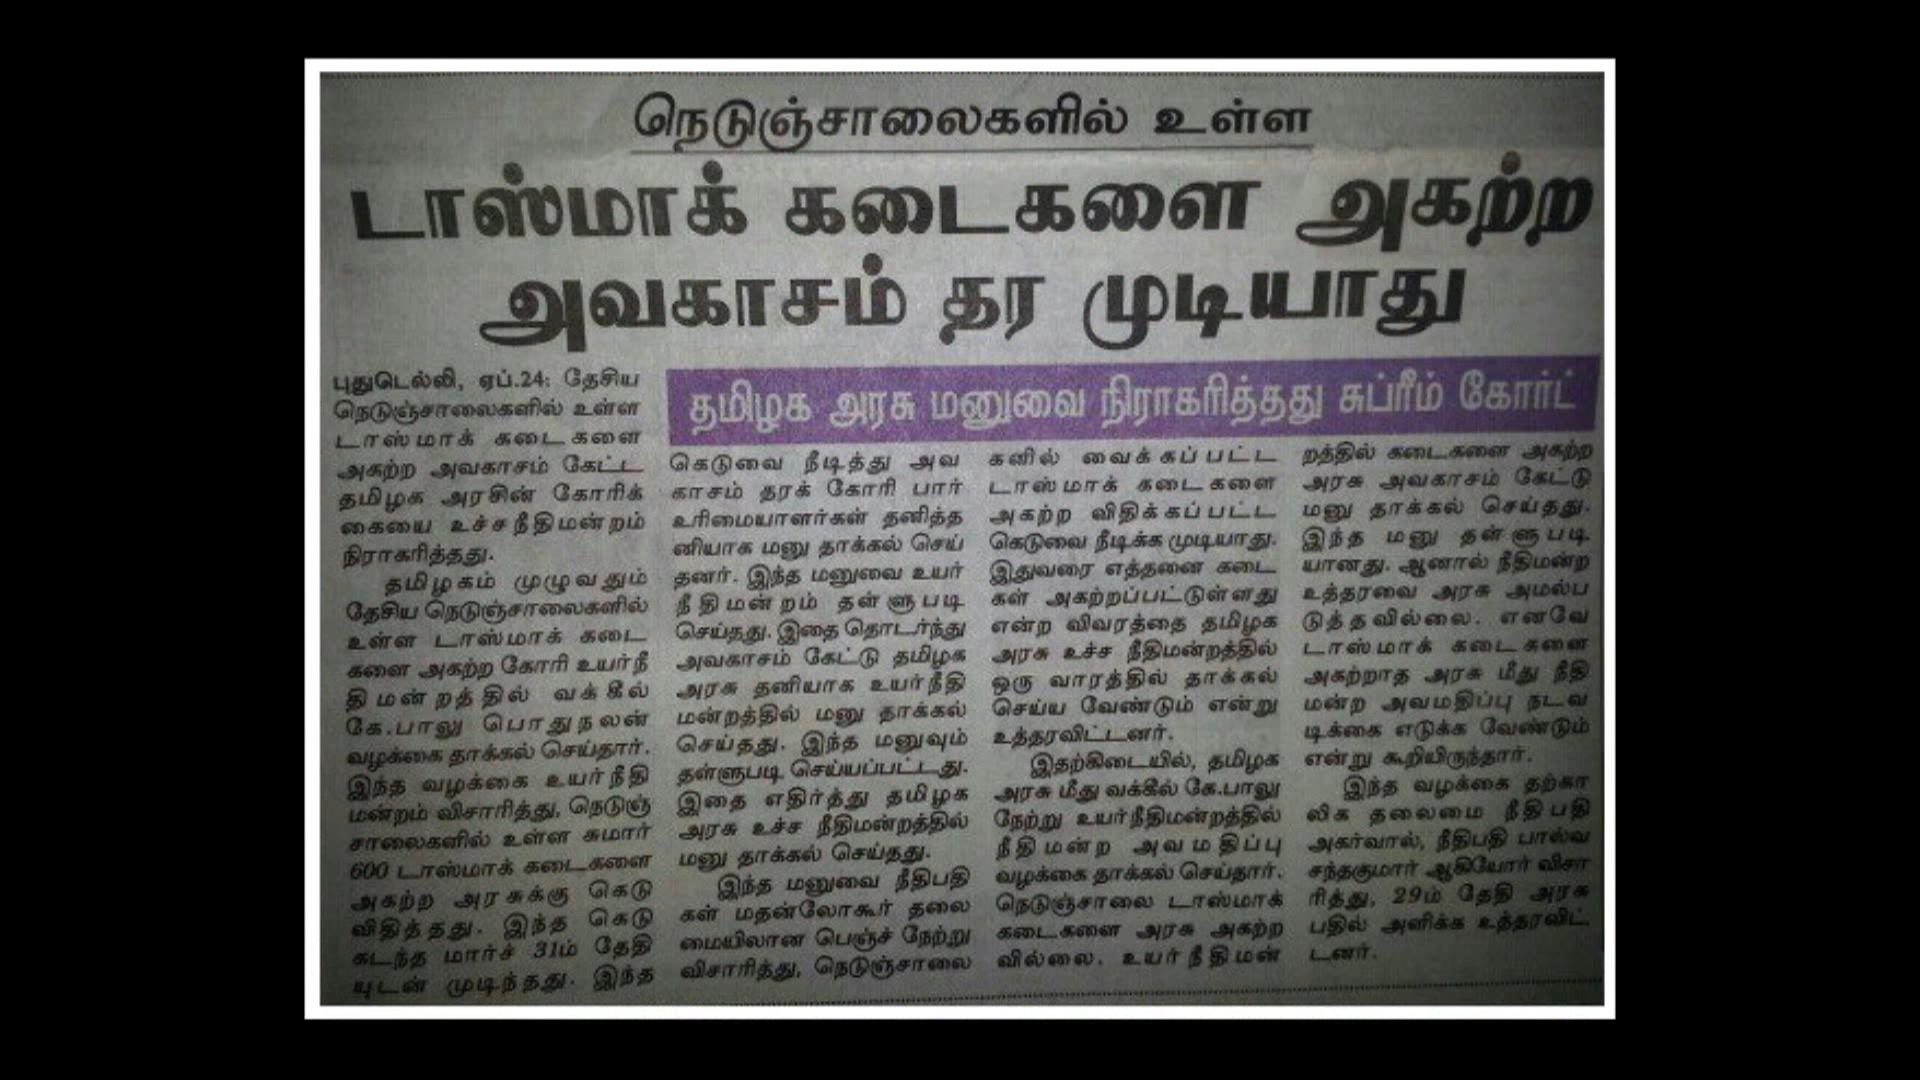 நெடுஞ்சாலைகளில் உள்ள
டாஸ்மாக் கடைகளை அகற்ற
அவகாசம் தர முடியாது
தமிழக அரசு மனுவை நிராகரித்தது சுப்ரீம் கோர்ட்
புதுடெல்லி, ஏப்.24: தேசிய
நெடுஞ்சாலைகளில் உள்ள
டாஸ்மாக் கடைகளை
அகற்ற அவகாசம் கேட்ட
தமிழக அரசின் கோரிக்
கையை உச்சநீதிமன்றம்
நிராகரித்தது.
தமிழகம் முழுவதும்
தேசிய நெடுஞ்சாலைகளில்
உள்ள டாஸ்மாக் கடை
களை அகற்ற கோரி உயர்நீ
திமன்றத்தில் வக்கீல்
கே.பாலு பொதுநலன்
வழக்கை தாக்கல் செய்தார்.
இந்த வழக்கை உயர்நீதி
மன்றம் விசாரித்து, நெடுஞ்
சாலைகளில் உள்ள சுமார்
600 டாஸ்மாக் கடைகளை
அகற்ற அரசுக்கு கெடு
விதித்தது. இந்த கெடு
கடந்த மார்ச் 31ம் தேதி
யுடன் முடிந்தது. இந்த
கெடுவை நீடித்து அவ
காசம் தரக் கோரி பார்
உரிமையாளர்கள் தனித்த
னியாக மனு தாக்கல் செய்
தனர். இந்த மனுவை உயர்
நீதிமன்றம் தள்ளுபடி
செய்தது. இதை தொடர்ந்து
அவகாசம் கேட்டு தமிழக
அரசு தனியாக உயர்நீதி
மன்றத்தில் மனு தாக்கல்
செய்தது. இந்த மனுவும்
தள்ளுபடி செய்யப்பட்டது.
இதை எதிர்த்து தமிழக
அரசு உச்ச நீதிமன்றத்தில்
மனு தாக்கல் செய்தது.
இந்த மனுவை நீதிபதி
கள் மதன்லோகூர் தலை
மையிலான பெஞ்ச் நேற்று
விசாரித்து, நெடுஞ்சாலை
களில் வைக்கப்பட்ட
டாஸ்மாக் கடைகளை
அகற்ற விதிக்கப்பட்ட
கெடுவை நீடிக்க முடியாது.
இதுவரை எத்தனை கடை
கள் அகற்றப்பட்டுள்ளது
என்ற விவரத்தை தமிழக
அரசு உச்ச நீதிமன்றத்தில்
ஒரு வாரத்தில் தாக்கல்
செய்ய வேண்டும் என்று
உத்தரவிட்டனர்.
இதற்கிடையில், தமிழக
அரசு மீது வக்கீல் கே.பாலு
நேற்று உயர்நீதிமன்றத்தில்
நீதிமன்ற அவமதிப்பு
வழக்கை தாக்கல் செய்தார்.
நெடுஞ்சாலை டாஸ்மாக்
கடைகளை அரசு அகற்ற
வில்லை. உயர்நீதிமன்
றத்தில் கடைகளை அகற்ற
அரசு அவகாசம் கேட்டு
மனு தாக்கல் செய்தது.
இந்த மனு தள்ளுபடி
யானது. ஆனால் நீதிமன்ற
உத்தரவை அரசு அமல்ப
டுத்தவில்லை. எனவே
டாஸ்மாக் கடைகளை
அகற்றாத அரசு மீது நீதி
மன்ற அவமதிப்பு நடவ
டிக்கை எடுக்க வேண்டும்
என்று கூறியிருந்தார்.
இந்த வழக்கை தற்கா
லிக தலைமை நீதிபதி
அகர்வால், நீதிபதி பால்வ
சந்தகுமார் ஆகியோர் விசா
ரித்து, 29ம் தேதி அரசு
பதில் அளிக்க உத்தரவிட்
டனர்.